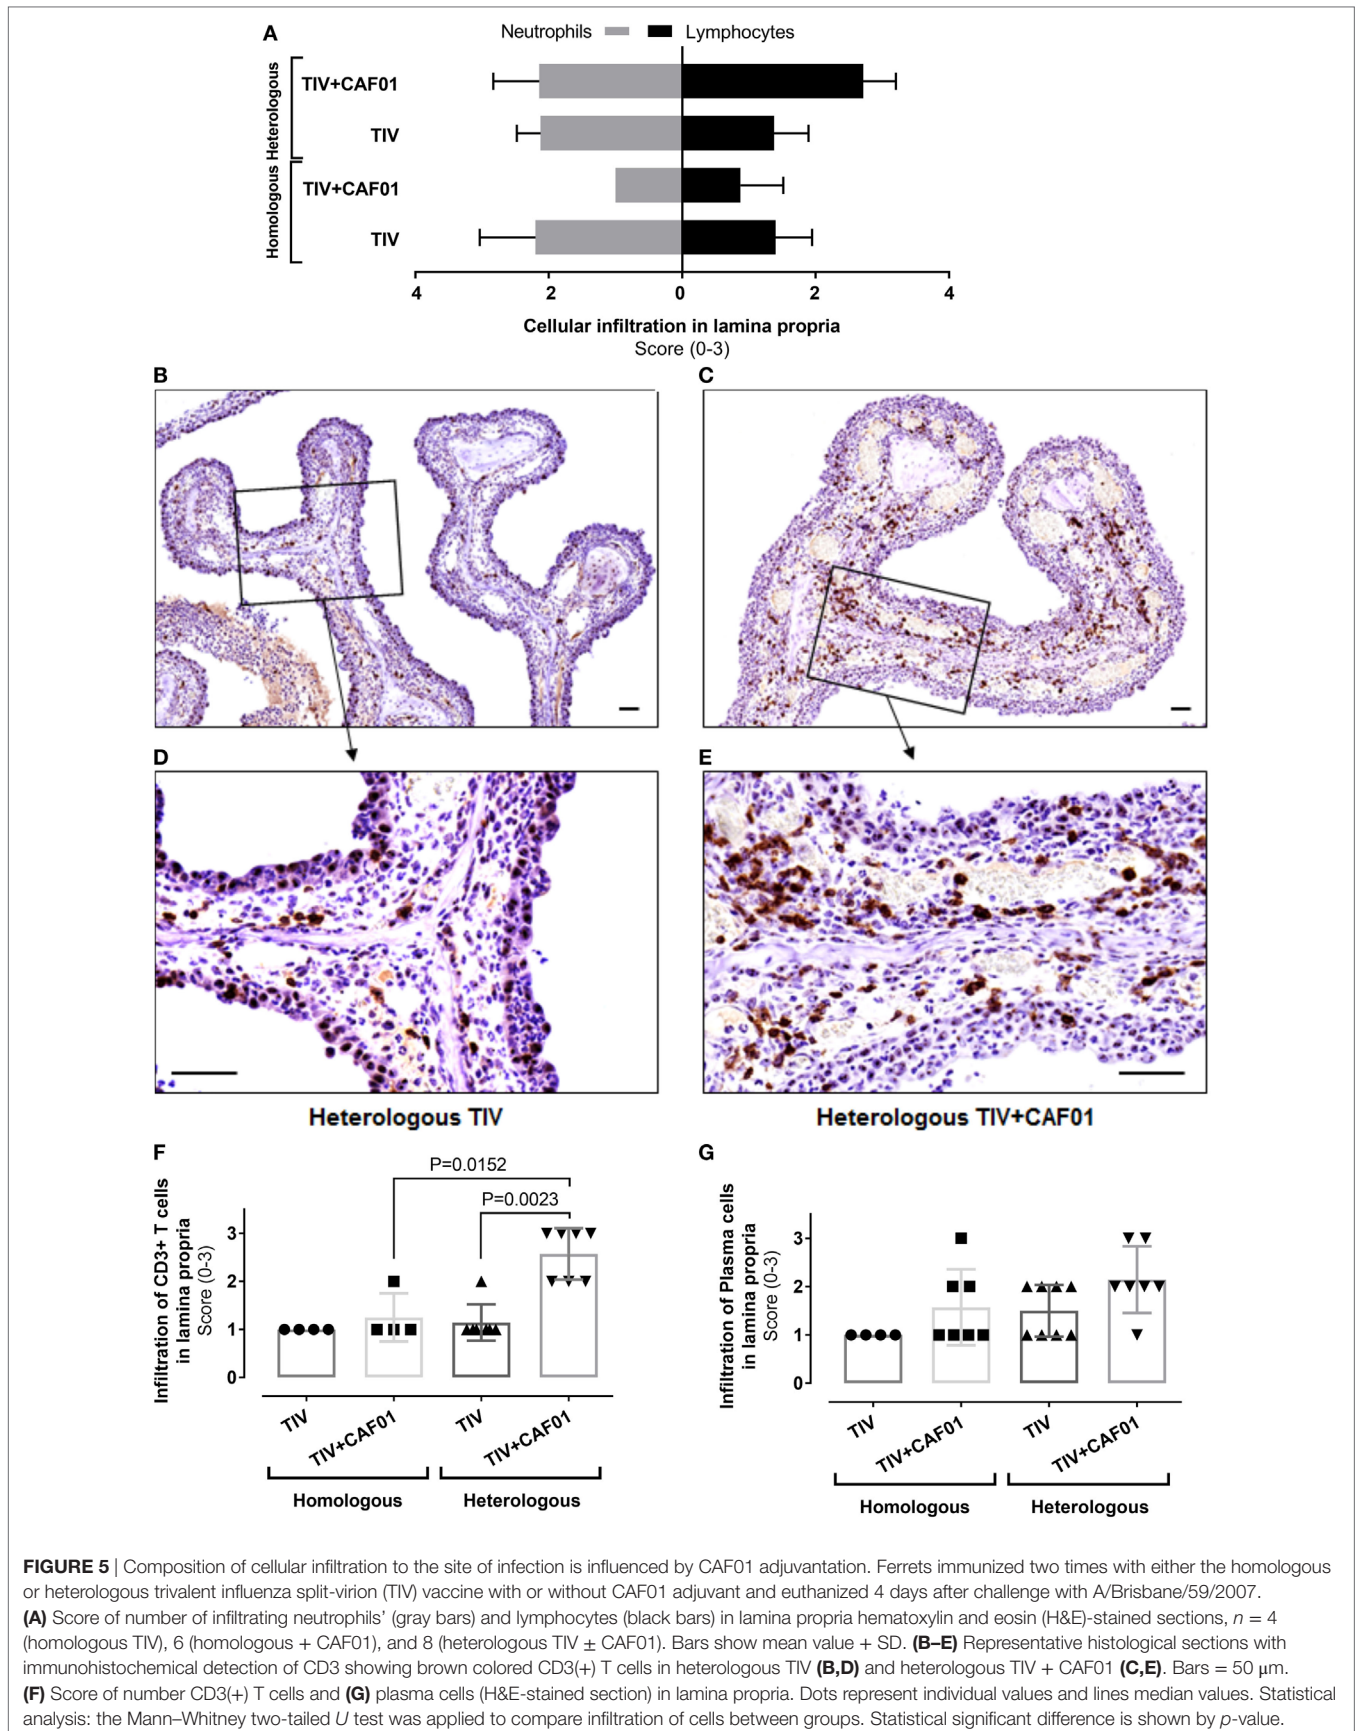 A
Neutrophils
Lymphocytes
Heterologous
TIV+CAF01
TIV
Homologous
TIV+CAF01
TIV
4 2 0 2 4
Cellular infiltration in lamina propria
Score (0-3)
B
C
D
E
Heterologous TIV
Heterologous TIV+CAF01
F
Infiltration of CD3+ T cells
in lamina propria
Score (0-3)
P=0.0152
P=0.0023
3
2
1
0
TIV
TIV+CAF01
TIV
TIV+CAF01
Homologous
Heterologous
G
Infiltration of Plasma cells
in lamina propria
Score (0-3)
3
2
1
0
TIV
TIV+CAF01
TIV
TIV+CAF01
Homologous
Heterologous
FIGURE 5 | Composition of cellular infiltration to the site of infection is influenced by CAF01 adjuvantation. Ferrets immunized two times with either the homologous
or heterologous trivalent influenza split-virion (TIV) vaccine with or without CAF01 adjuvant and euthanized 4 days after challenge with A/Brisbane/59/2007.
(A) Score of number of infiltrating neutrophils’ (gray bars) and lymphocytes (black bars) in lamina propria hematoxylin and eosin (H&E)-stained sections, n = 4
(homologous TIV), 6 (homologous + CAF01), and 8 (heterologous TIV ± CAF01). Bars show mean value + SD. (B–E) Representative histological sections with
immunohistochemical detection of CD3 showing brown colored CD3(+) T cells in heterologous TIV (B,D) and heterologous TIV + CAF01 (C,E). Bars = 50 μm.
(F) Score of number CD3(+) T cells and (G) plasma cells (H&E-stained section) in lamina propria. Dots represent individual values and lines median values. Statistical
analysis: the Mann–Whitney two-tailed U test was applied to compare infiltration of cells between groups. Statistical significant difference is shown by p-value.